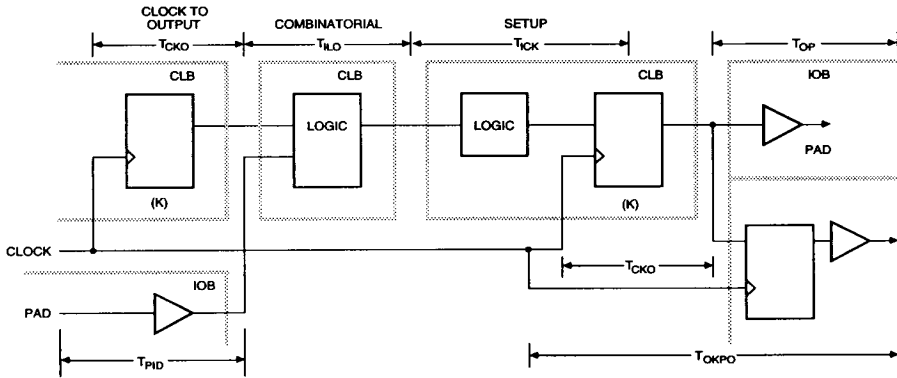 CLOCK TO
OUTPUT
COMBINATORIAL
SETUP
TCKO
TILO
TICK
TOP
CLB
CLB
CLB
IOB
LOGIC
LOGIC
PAD
(K)
(K)
CLOCK
TCKO
IOB
PAD
TPID
TOKPO